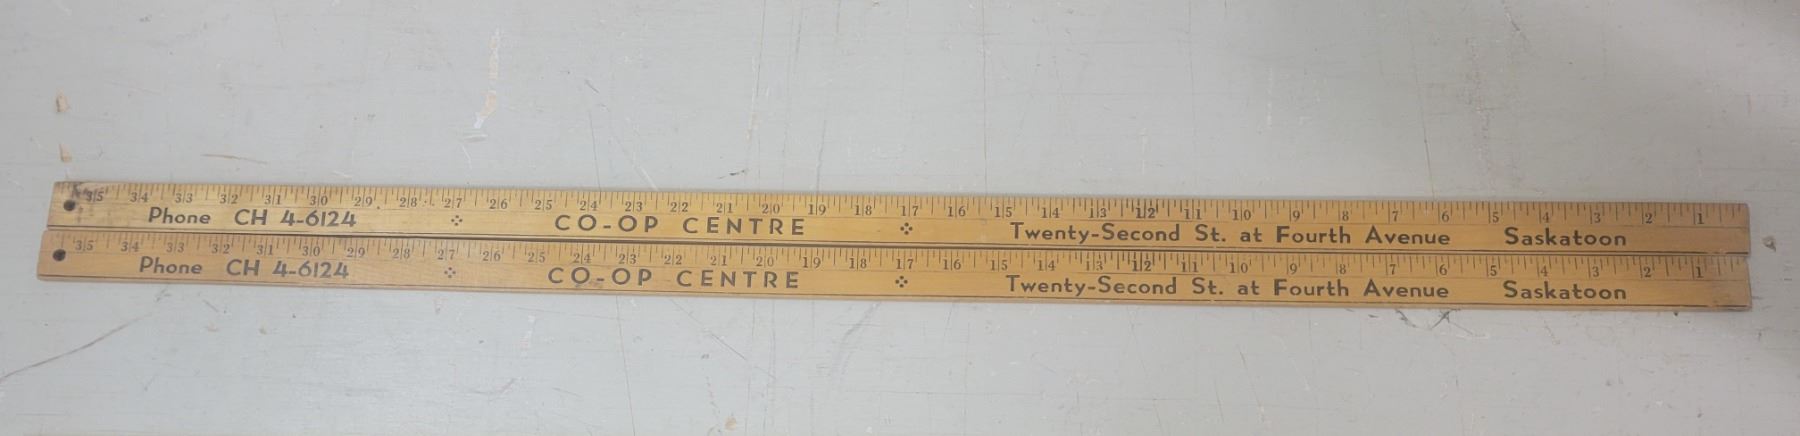 35 34 33 32 31 30 29 28 27 26 25 24 23 22 21 20 19 18 17 16 15 14 13 12 11 10 9 8 7 6 5 4 3 2 1
Phone CH 4-6124 CO-OP CENTRE Twenty-Second St. at Fourth Avenue Saskatoon
35 34 33 32 31 30 29 28 27 26 25 24 23 22 21 20 19 18 17 16 15 14 13 12 11 10 9 8 7 6 5 4 3 2 1
Phone CH 4-6124 CO-OP CENTRE Twenty-Second St. at Fourth Avenue Saskatoon